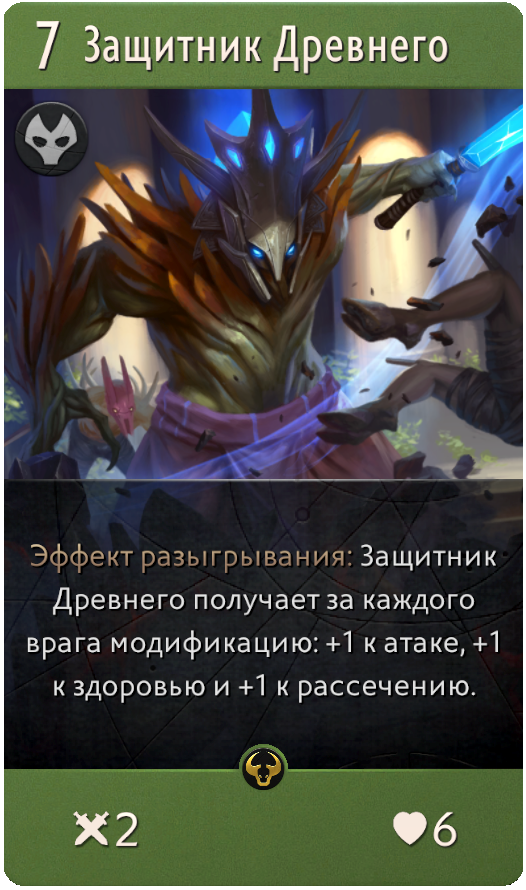 7 Защитник Древнего
Эффект разыгрывания: Защитник
Древнего получает за каждого
врага модификацию: +1 к атаке, +1
к здоровью и +1 к рассечению.
2 6